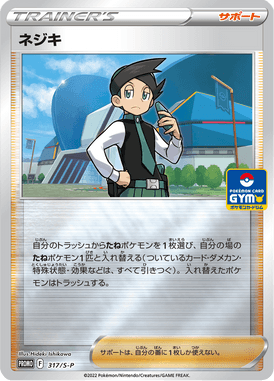 TRAINER'S
サポート
ネジキ
POKÉMON CARD
GYM
ポケモンカードジム
自分のトラッシュからたねポケモンを1枚選び、自分の場の
たねポケモン1匹と入れ替える(ついているカード・ダメカン・
特殊状態・効果などは、すべて引きつぐ)。入れ替えたカードは、
トラッシュする。
Illus. Hideki Ishikawa
サポートは、自分の番に1枚しか使えない。
PROMO F 317/S-P
©2022 Pokémon/Nintendo/Creatures/GAME FREAK.